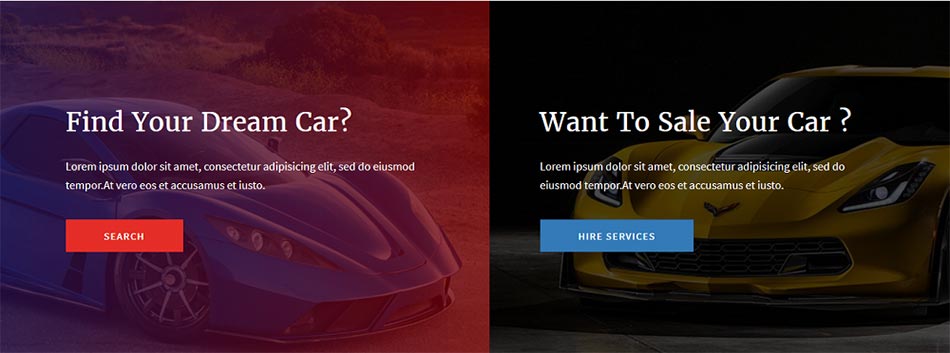 Find Your Dream Car?
Lorem ipsum dolor sit amet, consectetur adipisicing elit, sed do eiusmod
tempor.At vero eos et accusamus et iusto.
SEARCH
Want To Sale Your Car ?
Lorem ipsum dolor sit amet, consectetur adipisicing elit, sed do
eiusmod tempor.At vero eos et accusamus et iusto.
HIRE SERVICES